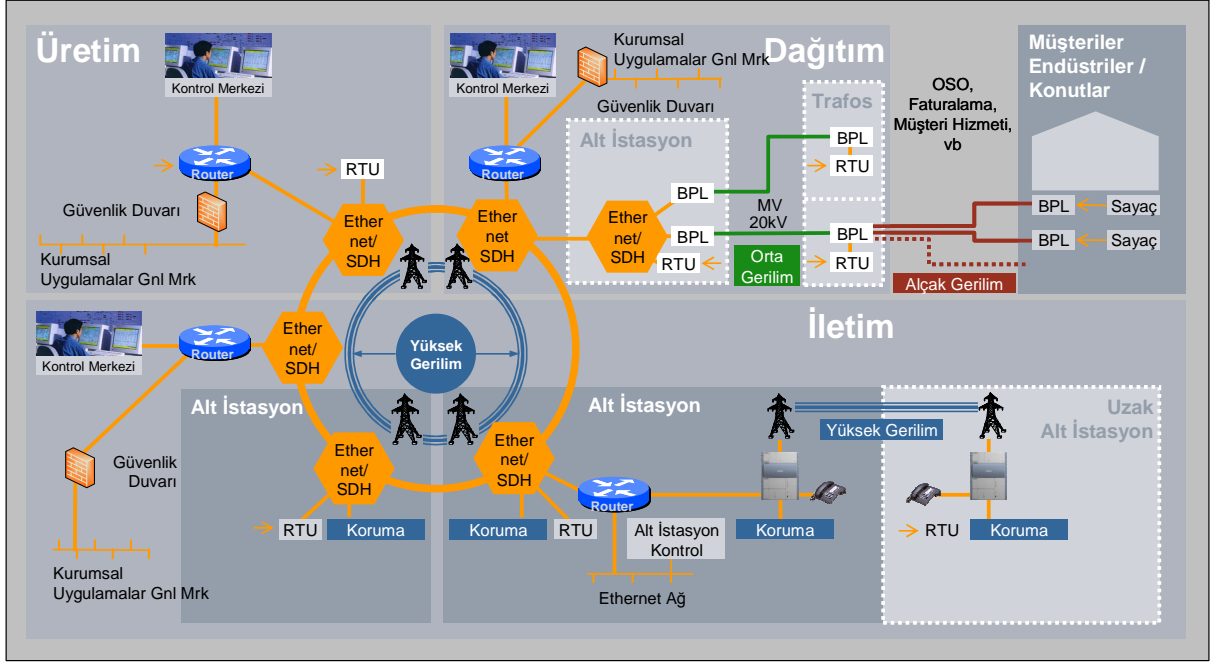 Üretim
Kontrol Merkezi
Router
RTU
Güvenlik Duvarı
Kurumsal
Uygulamalar Gnl Mrk
Ether
net/
SDH
Dağıtım
Kontrol Merkezi
Kurumsal
Uygulamalar Gnl Mrk
Güvenlik Duvarı
Router
Ether
net
SDH
Alt İstasyon
Ether
net/
SDH
BPL
BPL
RTU
MV
20kV
Orta
Gerilim
Trafos
BPL
RTU
BPL
RTU
OSO,
Faturalama,
Müşteri Hizmeti,
vb
Alçak Gerilim
Müşteriler
Endüstriler /
Konutlar
BPL
Sayaç
BPL
Sayaç
İletim
Kontrol Merkezi
Router
Ether
net/
SDH
Yüksek
Gerilim
Güvenlik
Duvarı
Kurumsal
Uygulamalar Gnl Mrk
Alt İstasyon
Ether
net/
SDH
RTU
Koruma
Alt İstasyon
Ether
net/
SDH
Koruma
RTU
Router
Alt İstasyon
Kontrol
Ethernet Ağ
Koruma
Yüksek Gerilim
Uzak
Alt İstasyon
RTU
Koruma